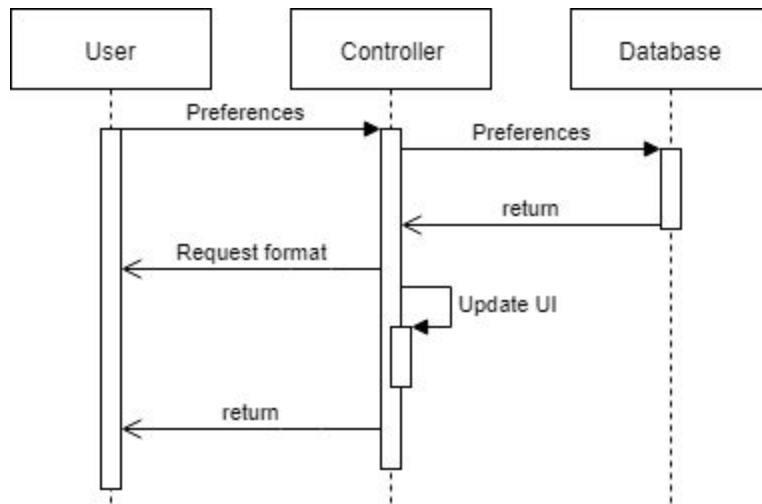 User
Controller
Database
Preferences
Preferences
return
Request format
Update UI
return